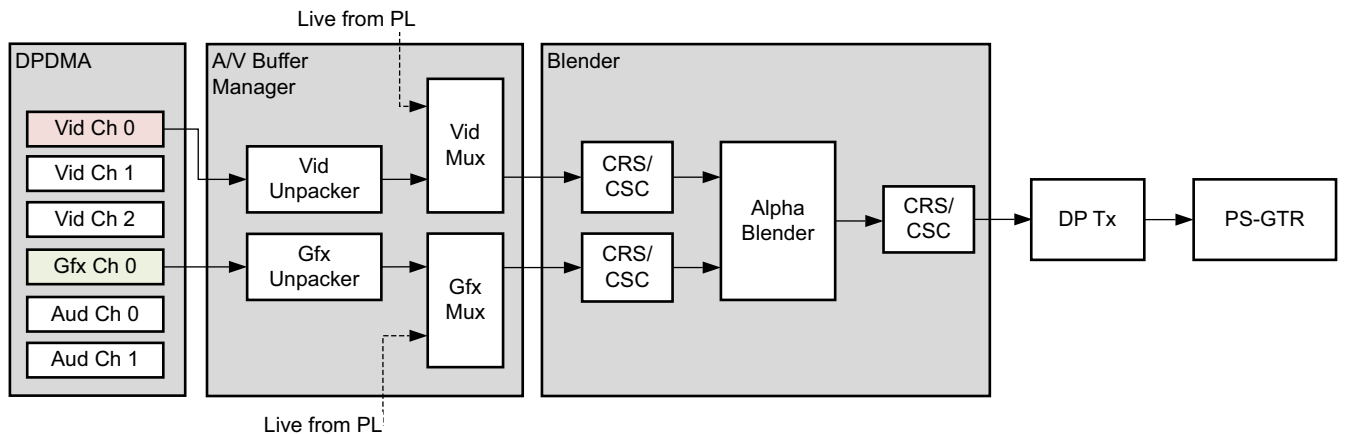 Live from PL
DPDMA
Vid Ch 0
Vid Ch 1
Vid Ch 2
Gfx Ch 0
Aud Ch 0
Aud Ch 1
A/V Buffer
Manager
Vid
Unpacker
Gfx
Unpacker
Vid
Mux
Gfx
Mux
Live from PL
Blender
CRS/
CSC
CRS/
CSC
Alpha
Blender
CRS/
CSC
DP Tx
PS-GTR